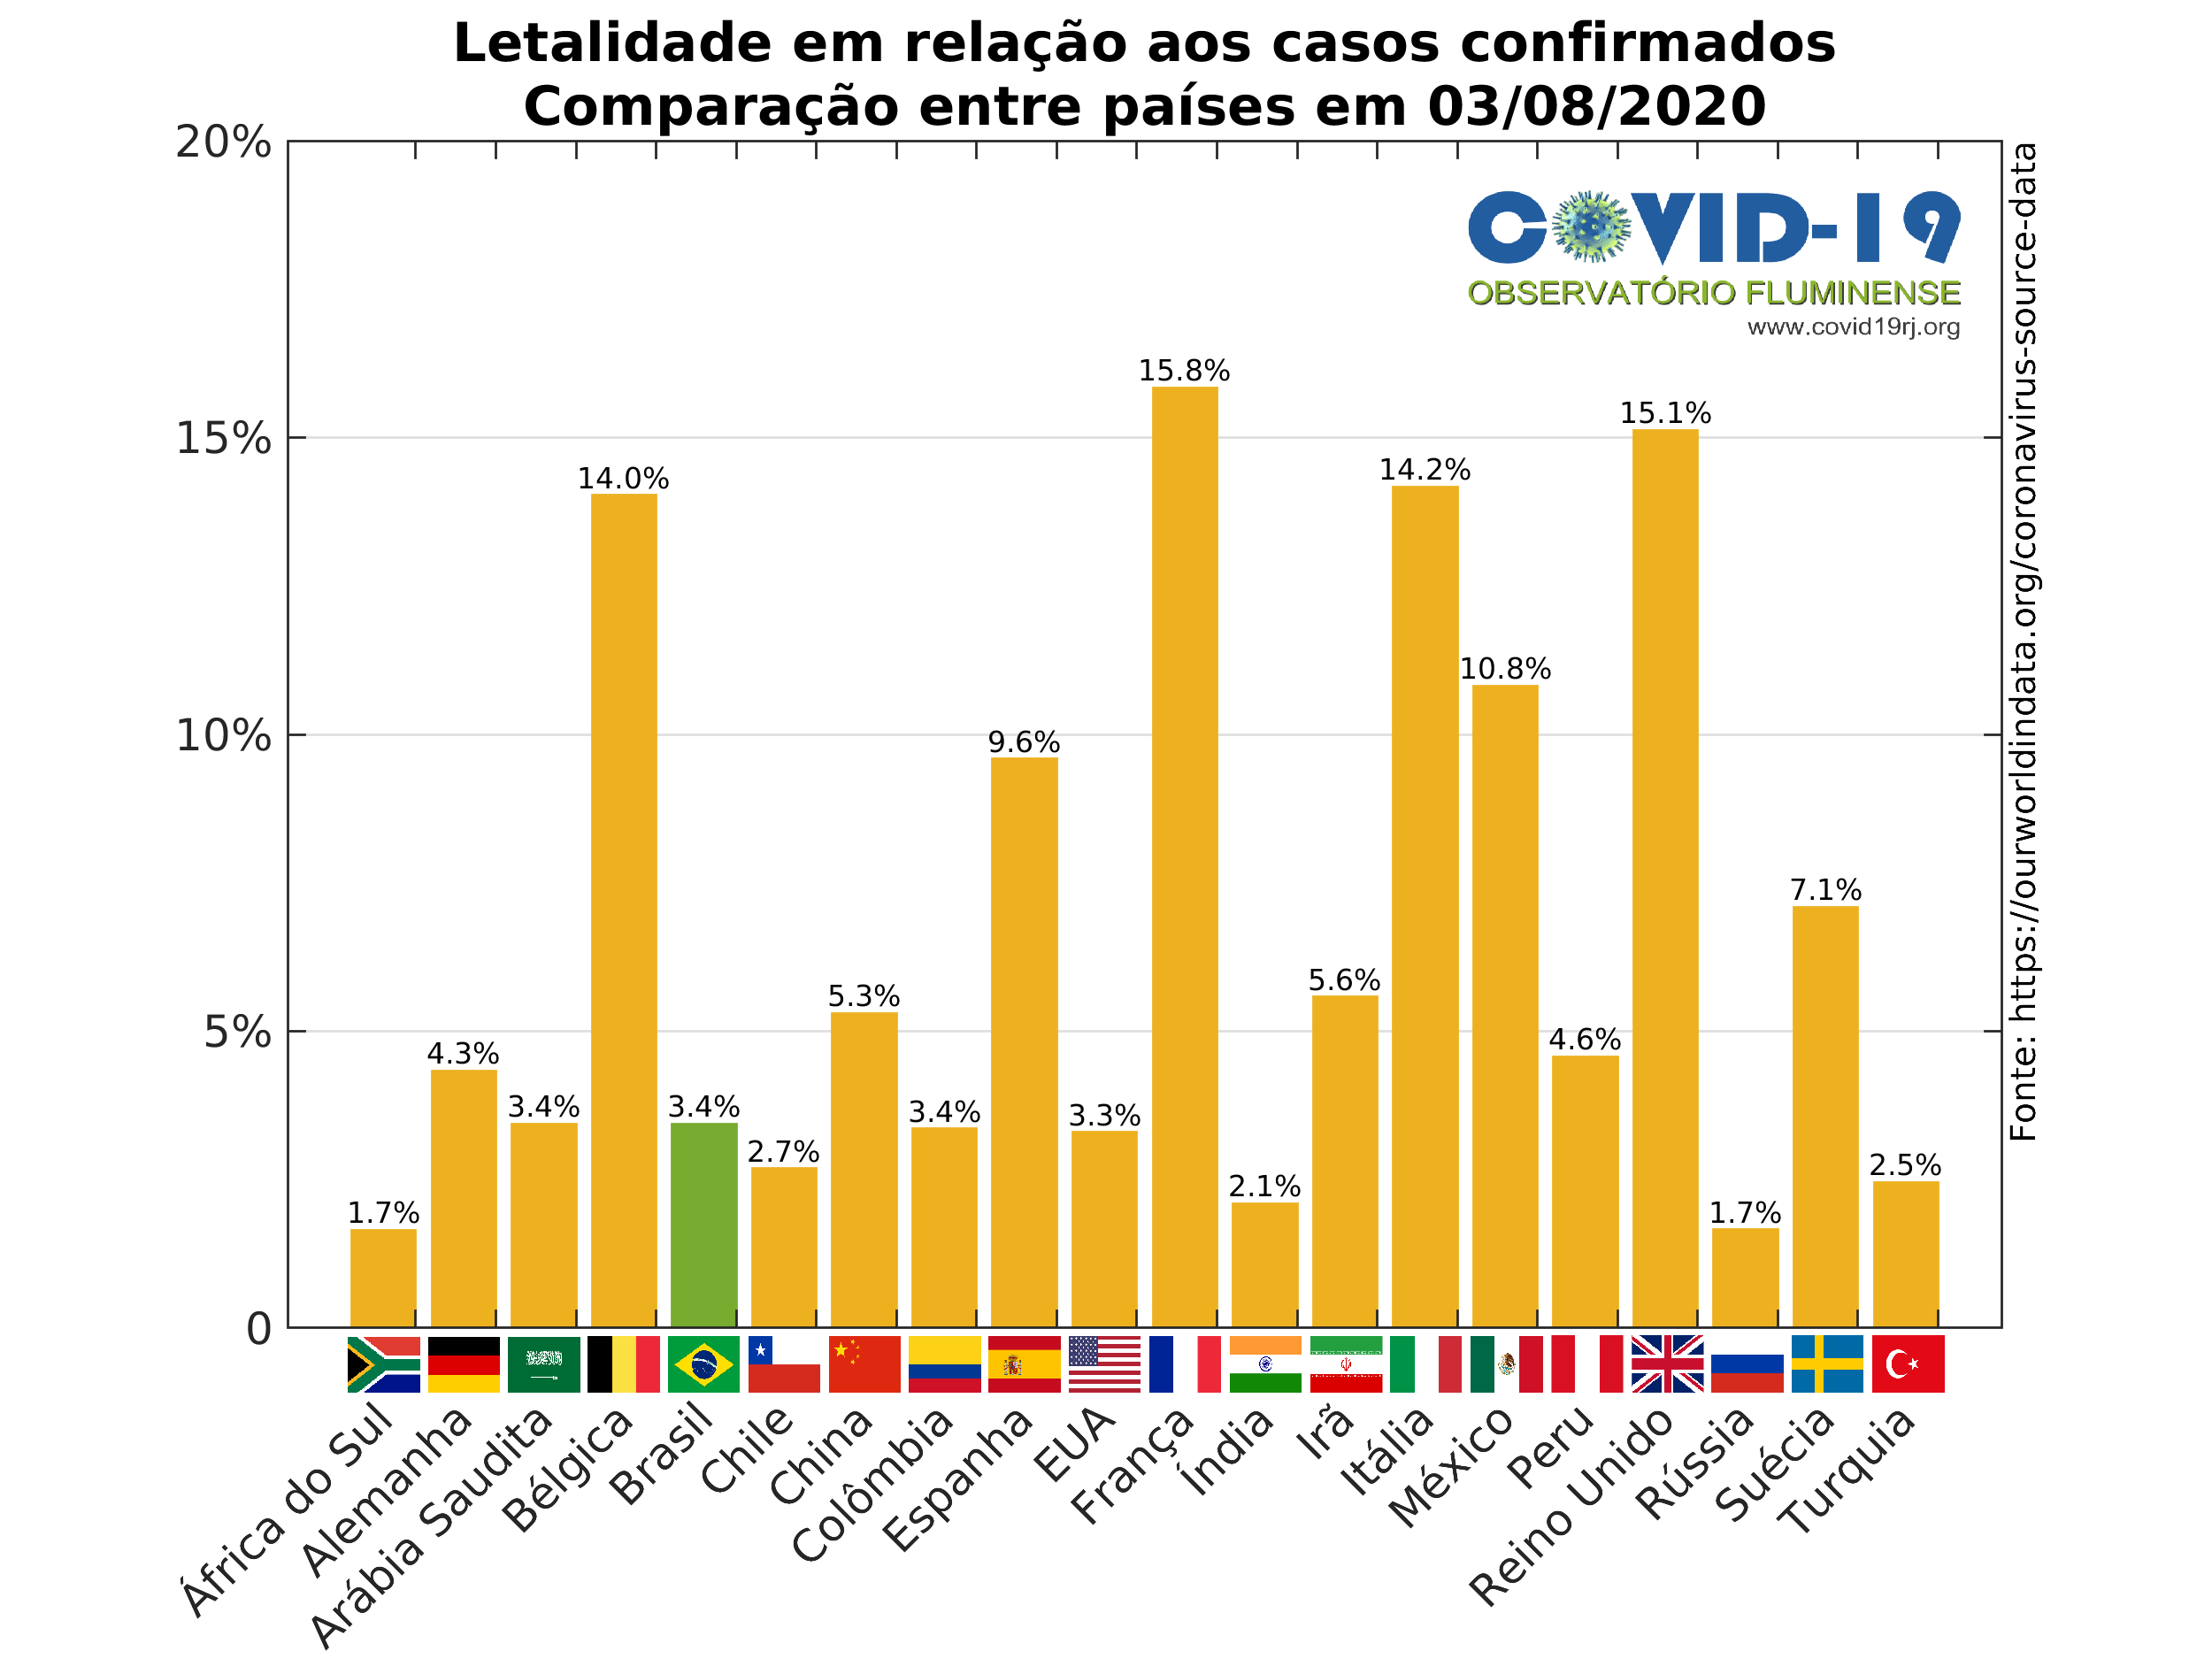 Letalidade em relação aos casos confirmados
Comparação entre países em 03/08/2020
20%
15%
10%
5%
0
COVID-19
OBSERVATÓRIO FLUMINENSE
www.covid19rj.org
Fonte: https://ourworldindata.org/coronavirus-source-data
1.7%
4.3%
3.4%
14.0%
3.4%
2.7%
5.3%
3.4%
9.6%
3.3%
15.8%
2.1%
5.6%
14.2%
10.8%
4.6%
15.1%
1.7%
7.1%
2.5%
África do Sul
Alemanha
Arábia Saudita
Bélgica
Brasil
Chile
China
Colômbia
Espanha
EUA
França
Índia
Irã
Itália
México
Peru
Reino Unido
Rússia
Suécia
Turquia